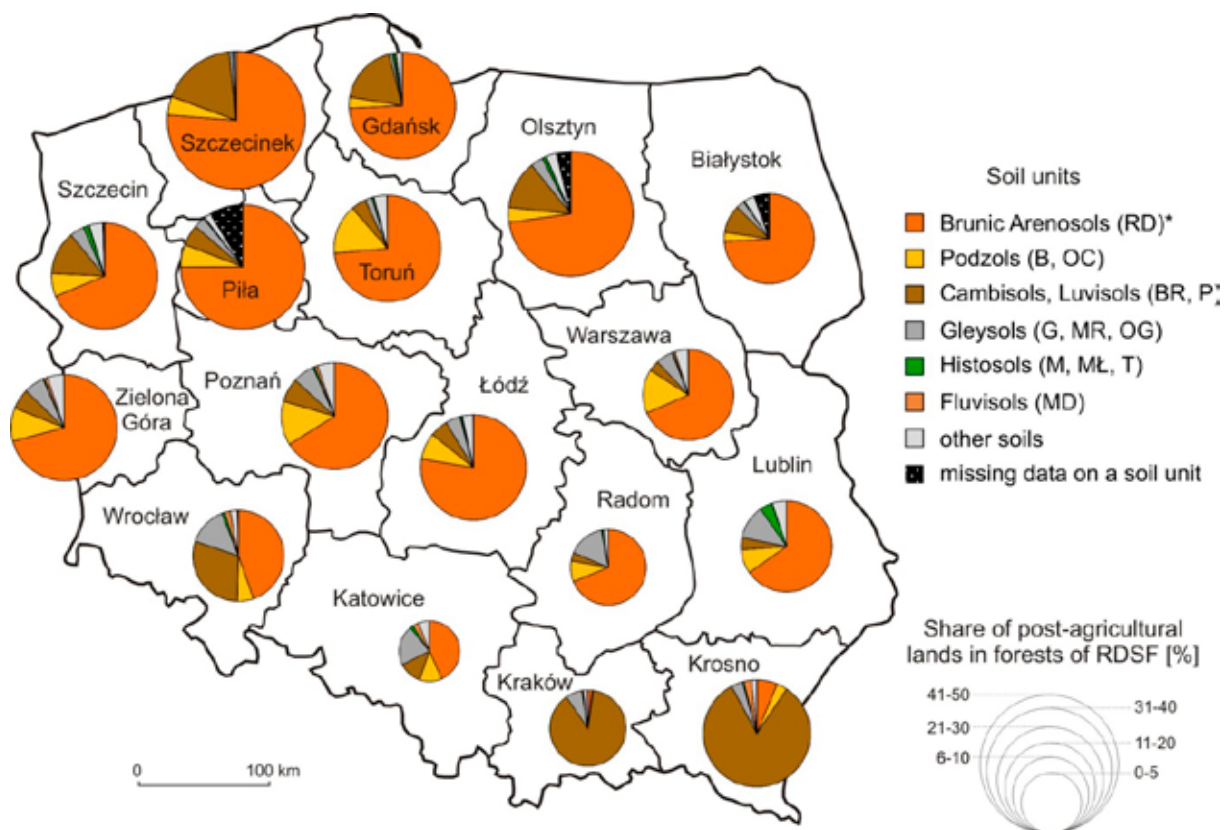 Szczecinek
Gdańsk
Olsztyn
Białystok
Szczecin
Piła
Toruń
Warszawa
Zielona
Góra
Poznań
Łódź
Lublin
Wrocław
Radom
Katowice
Kraków
Krosno
0 100 km
Soil units
Brunic Arenosols (RD)*
Podzols (B, OC)
Cambisols, Luvisols (BR, P)*
Gleysols (G, MR, OG)
Histosols (M, MŁ, T)
Fluvisols (MD)
other soils
missing data on a soil unit
Share of post-agricultural
lands in forests of RDSF [%]
41-50
31-40
21-30
11-20
6-10
0-5